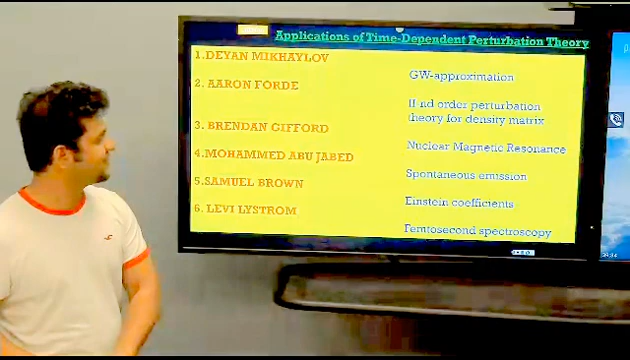 Applications of Time-Dependent Perturbation Theory
1.DEYAN MIKHAYLOV
GW-approximation
2. AARON FORDE
II-nd order perturbation
theory for density matrix
3. BRENDAN GIFFORD
Nuclear Magnetic Resonance
4.MOHAMMED ABU JABED
Spontaneous emission
5.SAMUEL BROWN
Einstein coefficients
6. LEVI LYSTROM
Femtosecond spectroscopy